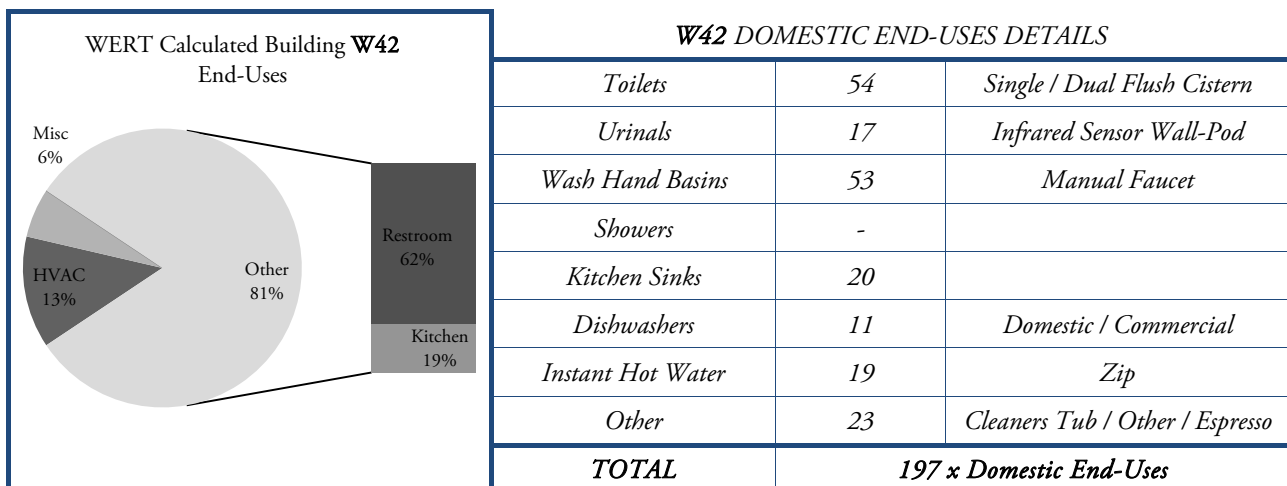 WERT Calculated Building W42
End-Uses
Misc
6%
HVAC
13%
Other
81%
Restroom
62%
Kitchen
19%
W42 DOMESTIC END-USES DETAILS
Toilets 54 Single / Dual Flush Cistern
Urinals 17 Infrared Sensor Wall-Pod
Wash Hand Basins 53 Manual Faucet
Showers -
Kitchen Sinks 20
Dishwashers 11 Domestic / Commercial
Instant Hot Water 19 Zip
Other 23 Cleaners Tub / Other / Espresso
TOTAL 197 x Domestic End-Uses